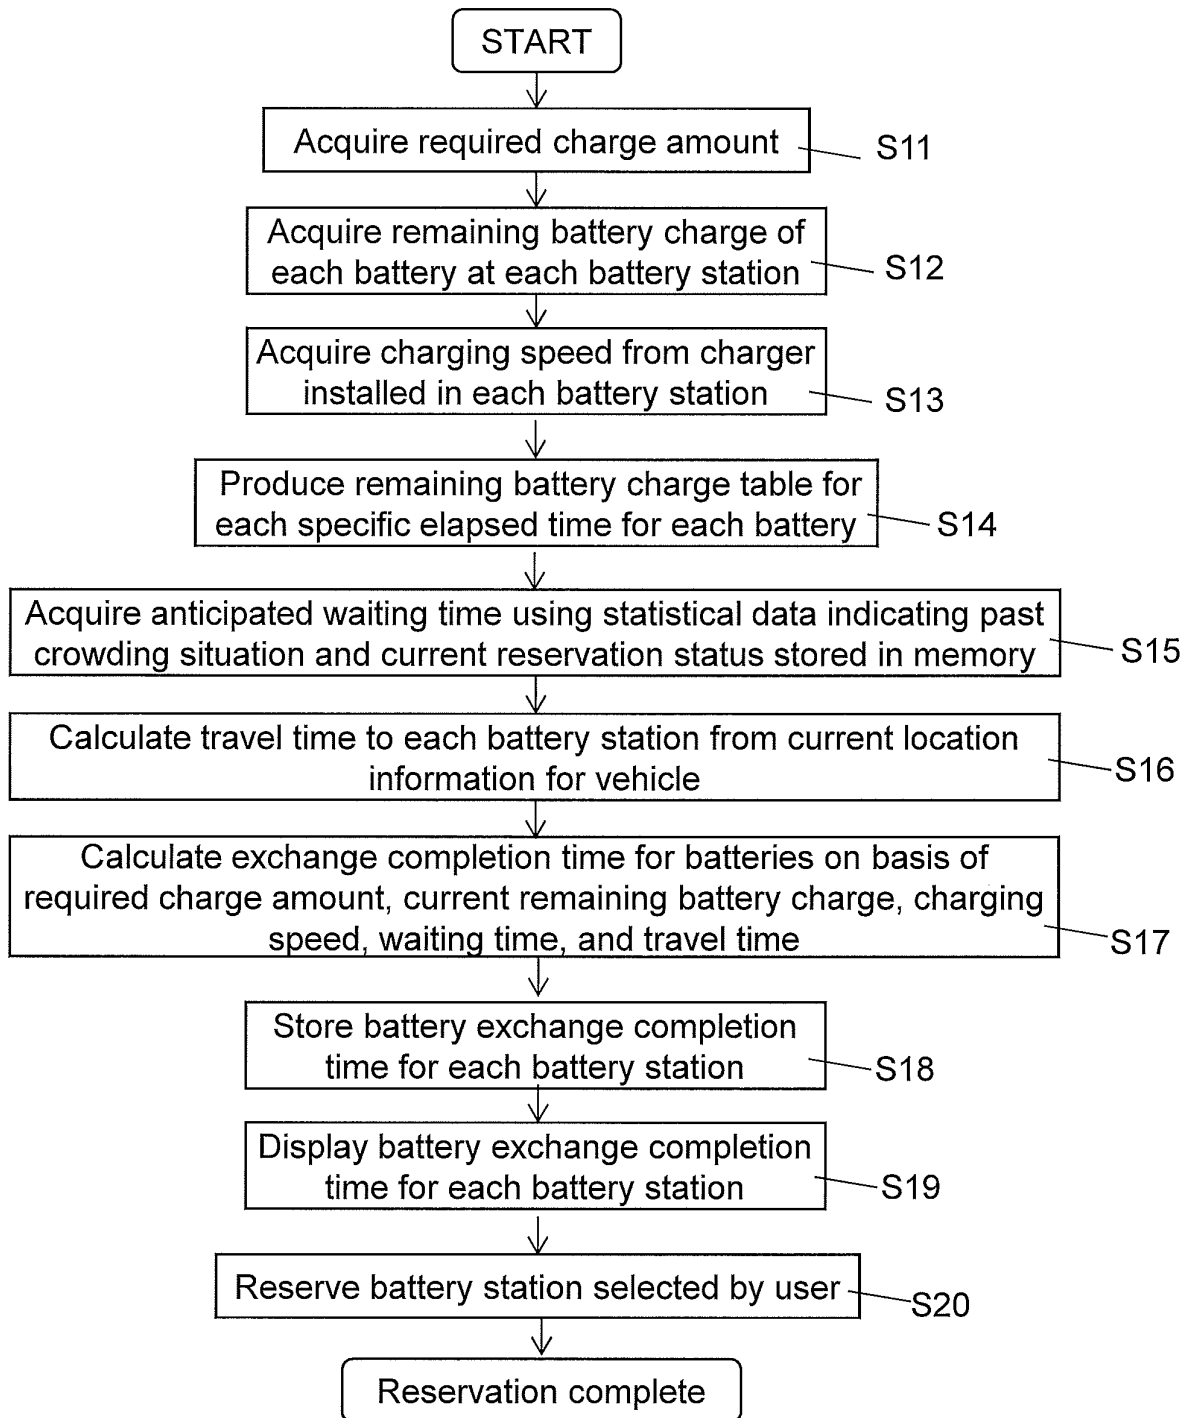 START
Acquire required charge amount
S11
Acquire remaining battery charge of
each battery at each battery station
S12
Acquire charging speed from charger
installed in each battery station
S13
Produce remaining battery charge table for
each specific elapsed time for each battery
S14
Acquire anticipated waiting time using statistical data indicating past
crowding situation and current reservation status stored in memory
S15
Calculate travel time to each battery station from current location
information for vehicle
S16
Calculate exchange completion time for batteries on basis of
required charge amount, current remaining battery charge, charging
speed, waiting time, and travel time
S17
Store battery exchange completion
time for each battery station
S18
Display battery exchange completion
time for each battery station
S19
Reserve battery station selected by user
S20
Reservation complete